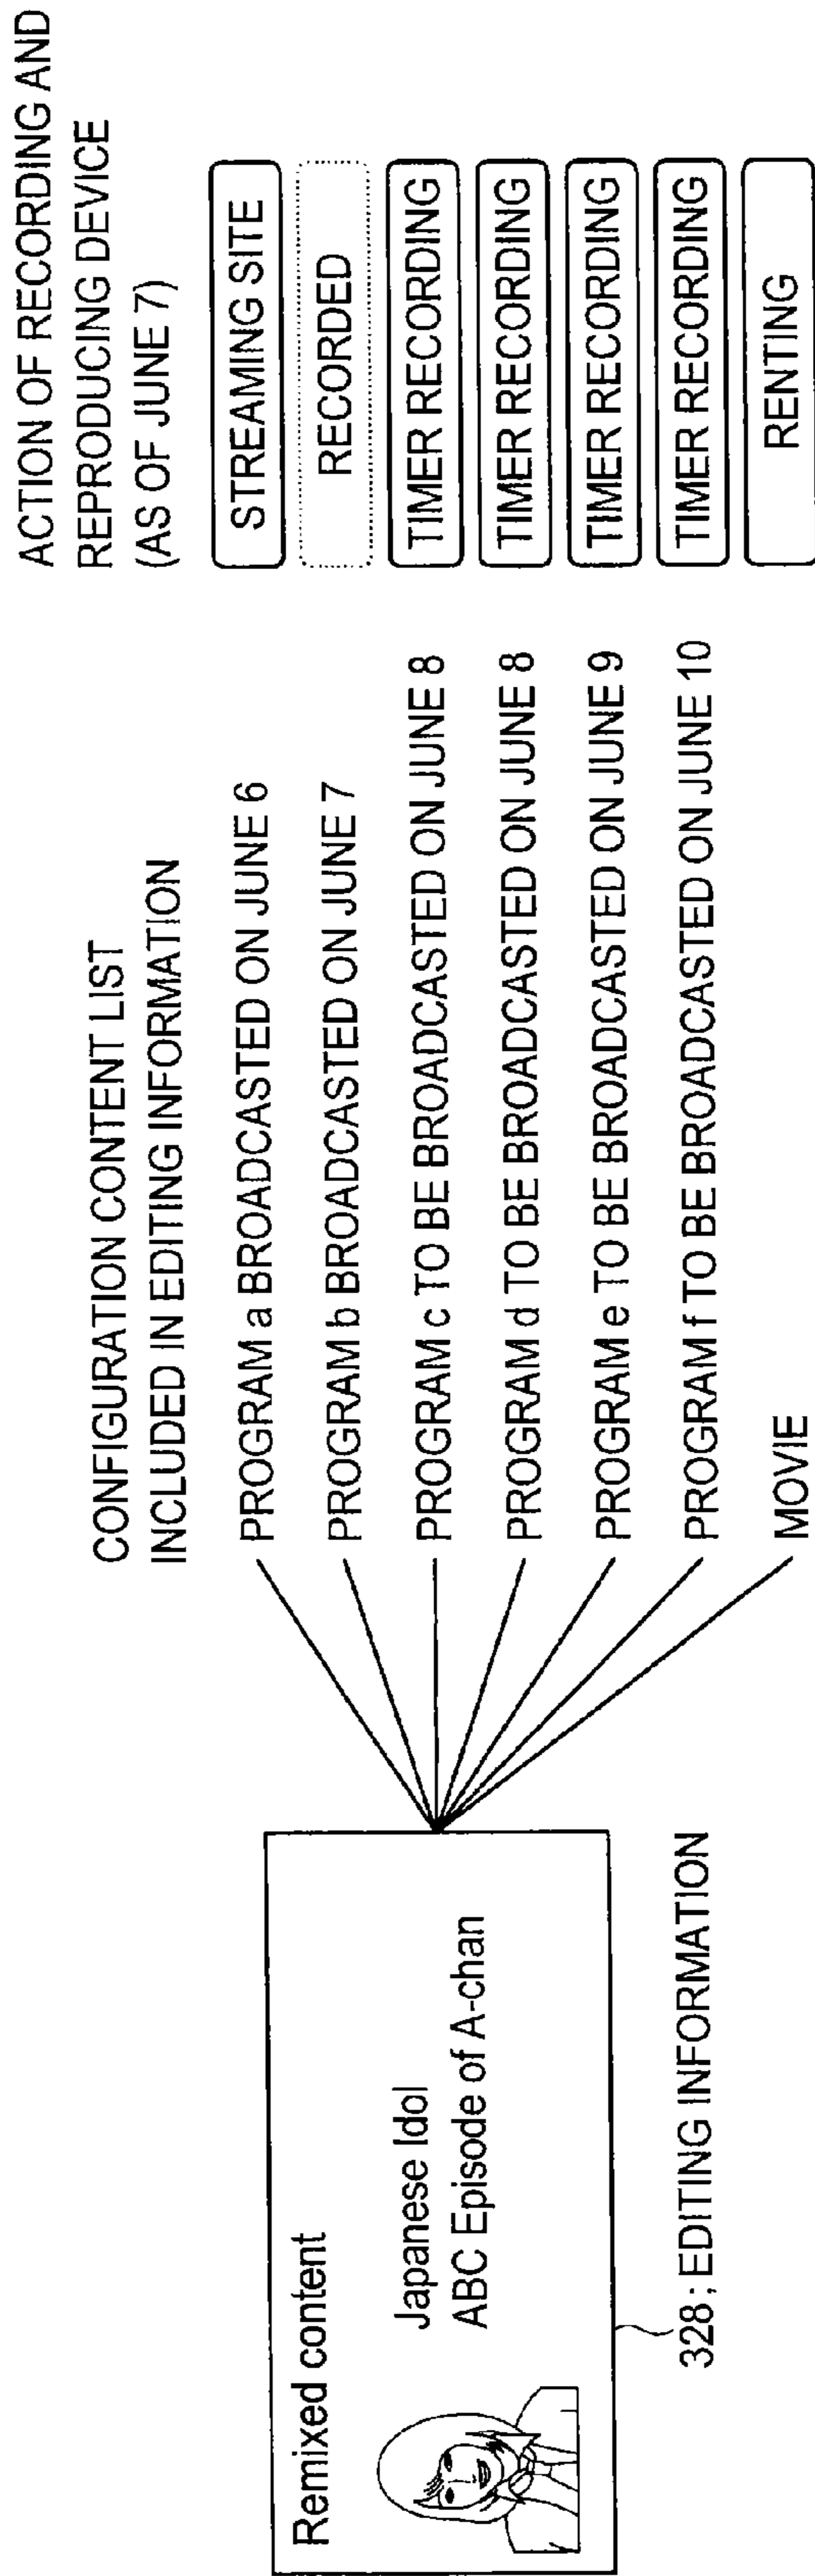 Remixed content
Japanese Idol
ABC Episode of A-chan
328 ; EDITING INFORMATION
CONFIGURATION CONTENT LIST
INCLUDED IN EDITING INFORMATION
PROGRAM a BROADCASTED ON JUNE 6
PROGRAM b BROADCASTED ON JUNE 7
PROGRAM c TO BE BROADCASTED ON JUNE 8
PROGRAM d TO BE BROADCASTED ON JUNE 8
PROGRAM e TO BE BROADCASTED ON JUNE 9
PROGRAM f TO BE BROADCASTED ON JUNE 10
MOVIE
ACTION OF RECORDING AND
REPRODUCING DEVICE
(AS OF JUNE 7)
STREAMING SITE
RECORDED
TIMER RECORDING
TIMER RECORDING
TIMER RECORDING
TIMER RECORDING
RENTING